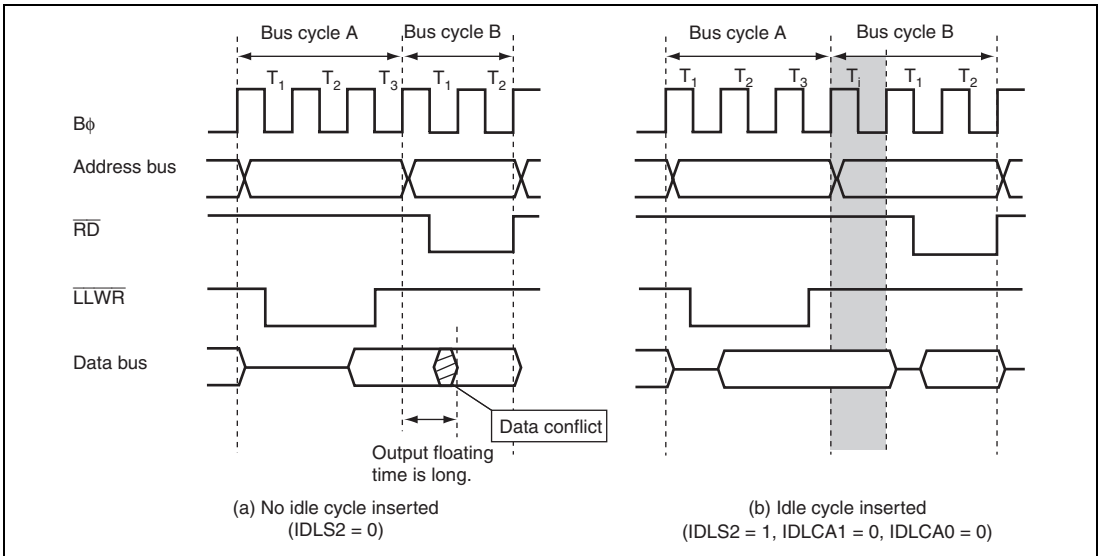 Bus cycle A Bus cycle B Bus cycle A Bus cycle B
T1 T2 T3 T1 T2 T1 T2 T3 Ti T1 T2
Bϕ
Address bus
RD
LLWR
Data bus
Data conflict
Output floating
time is long.
(a) No idle cycle inserted
(IDLS2 = 0)
(b) Idle cycle inserted
(IDLS2 = 1, IDLCA1 = 0, IDLCA0 = 0)